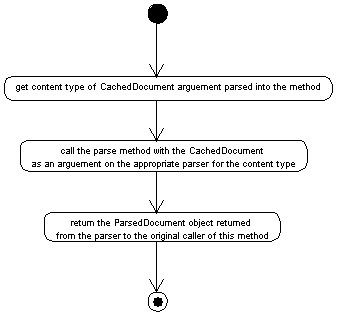 get content type of CachedDocument arguement parsed into the method
call the parse method with the CachedDocument
as an arguement on the appropriate parser for the content type
return the ParsedDocument object returned
from the parser to the original caller of this method